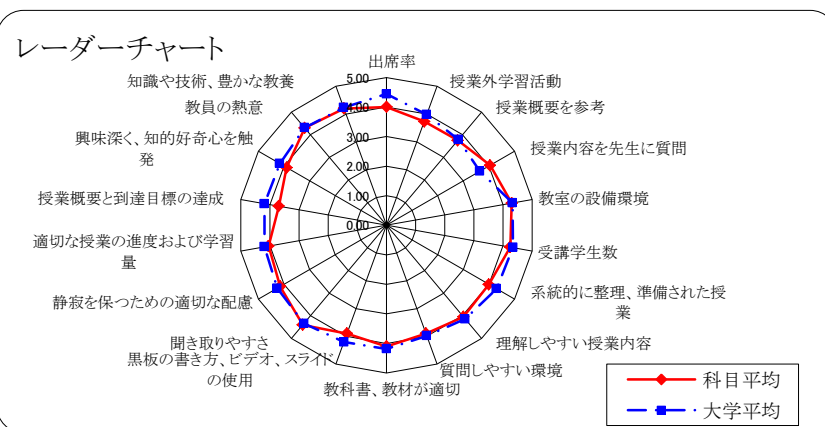 レーダーチャート
出席率
授業外学習活動
授業概要を参考
授業内容を先生に質問
教室の設備環境
受講学生数
系統的に整理、準備された授
業
理解しやすい授業内容
質問しやすい環境
教科書、教材が適切
黒板の書き方、ビデオ、スライド
の使用
聞き取りやすさ
静寂を保つための適切な配慮
適切な授業の進度および学習
量
授業概要と到達目標の達成
興味深く、知的好奇心を触
発
教員の熱意
知識や技術、豊かな教養
5.00
4.00
3.00
2.00
1.00
0.00
科目平均
大学平均